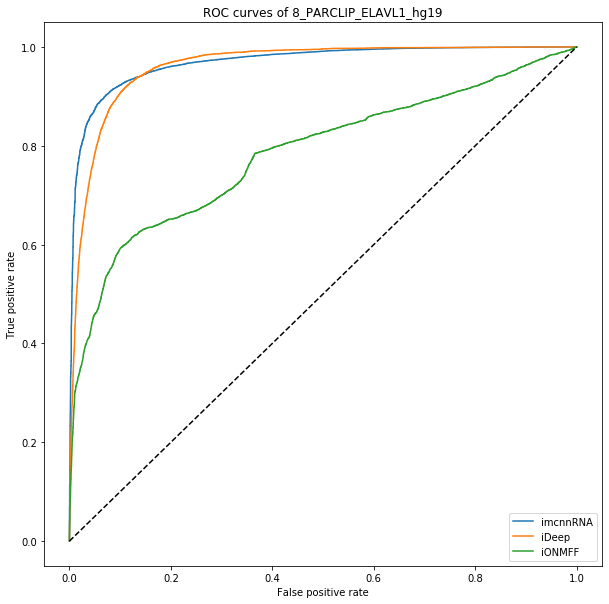 ROC curves of 8_PARCLIP_ELAVL1_hg19
True positive rate
1.0
0.8
0.6
0.4
0.2
0.0
0.0 0.2 0.4 0.6 0.8 1.0
False positive rate
imcnnRNA
iDeep
iONMFF